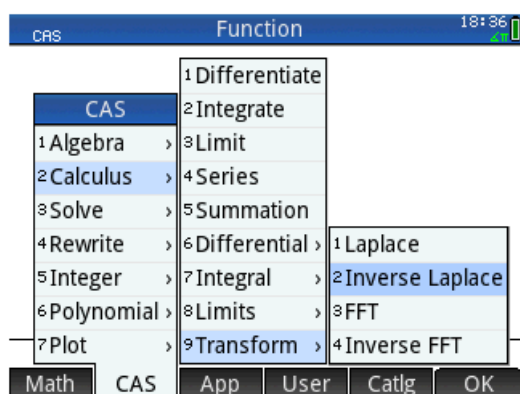 CAS Function 18:36
∡π
CAS
1 Algebra ›
2 Calculus ›
3 Solve ›
4 Rewrite ›
5 Integer ›
6 Polynomial ›
7 Plot ›
1 Differentiate
2 Integrate
3 Limit
4 Series
5 Summation
6 Differential ›
7 Integral ›
8 Limits ›
9 Transform ›
1 Laplace
2 Inverse Laplace
3 FFT
4 Inverse FFT
Math CAS App User Catlg OK